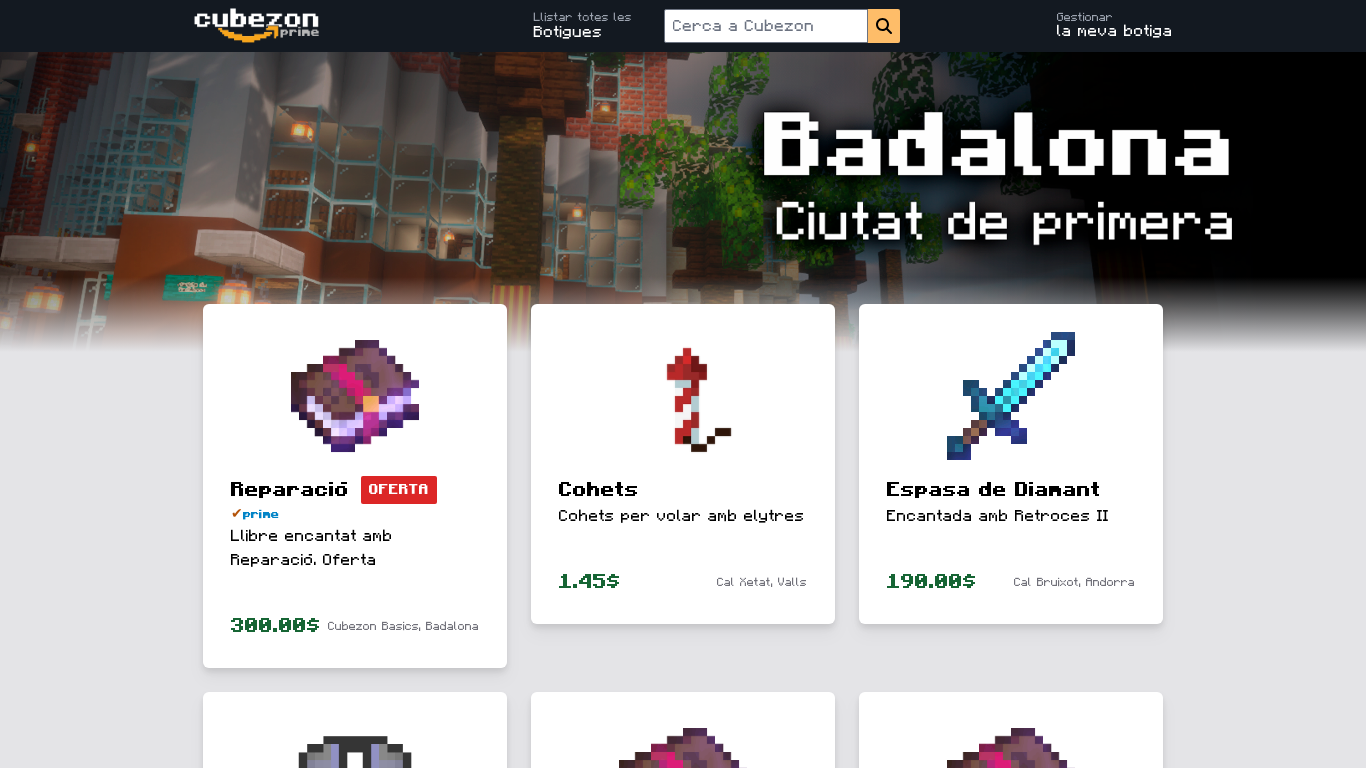 cubezon
prime
Llistar totes les
Botigues
Cerca a Cubezon
Gestionar
la meva botiga
Badalona
Ciutat de primera
Reparació OFERTA
✓prime
Llibre encantat amb
Reparació. Oferta
300.00$ Cubezon Basics, Badalona
Cohets
Cohets per volar amb elytres
1.45$ Cal Xetat, Valls
Espasa de Diamant
Encantada amb Retroces II
190.00$ Cal Bruixot, Andorra